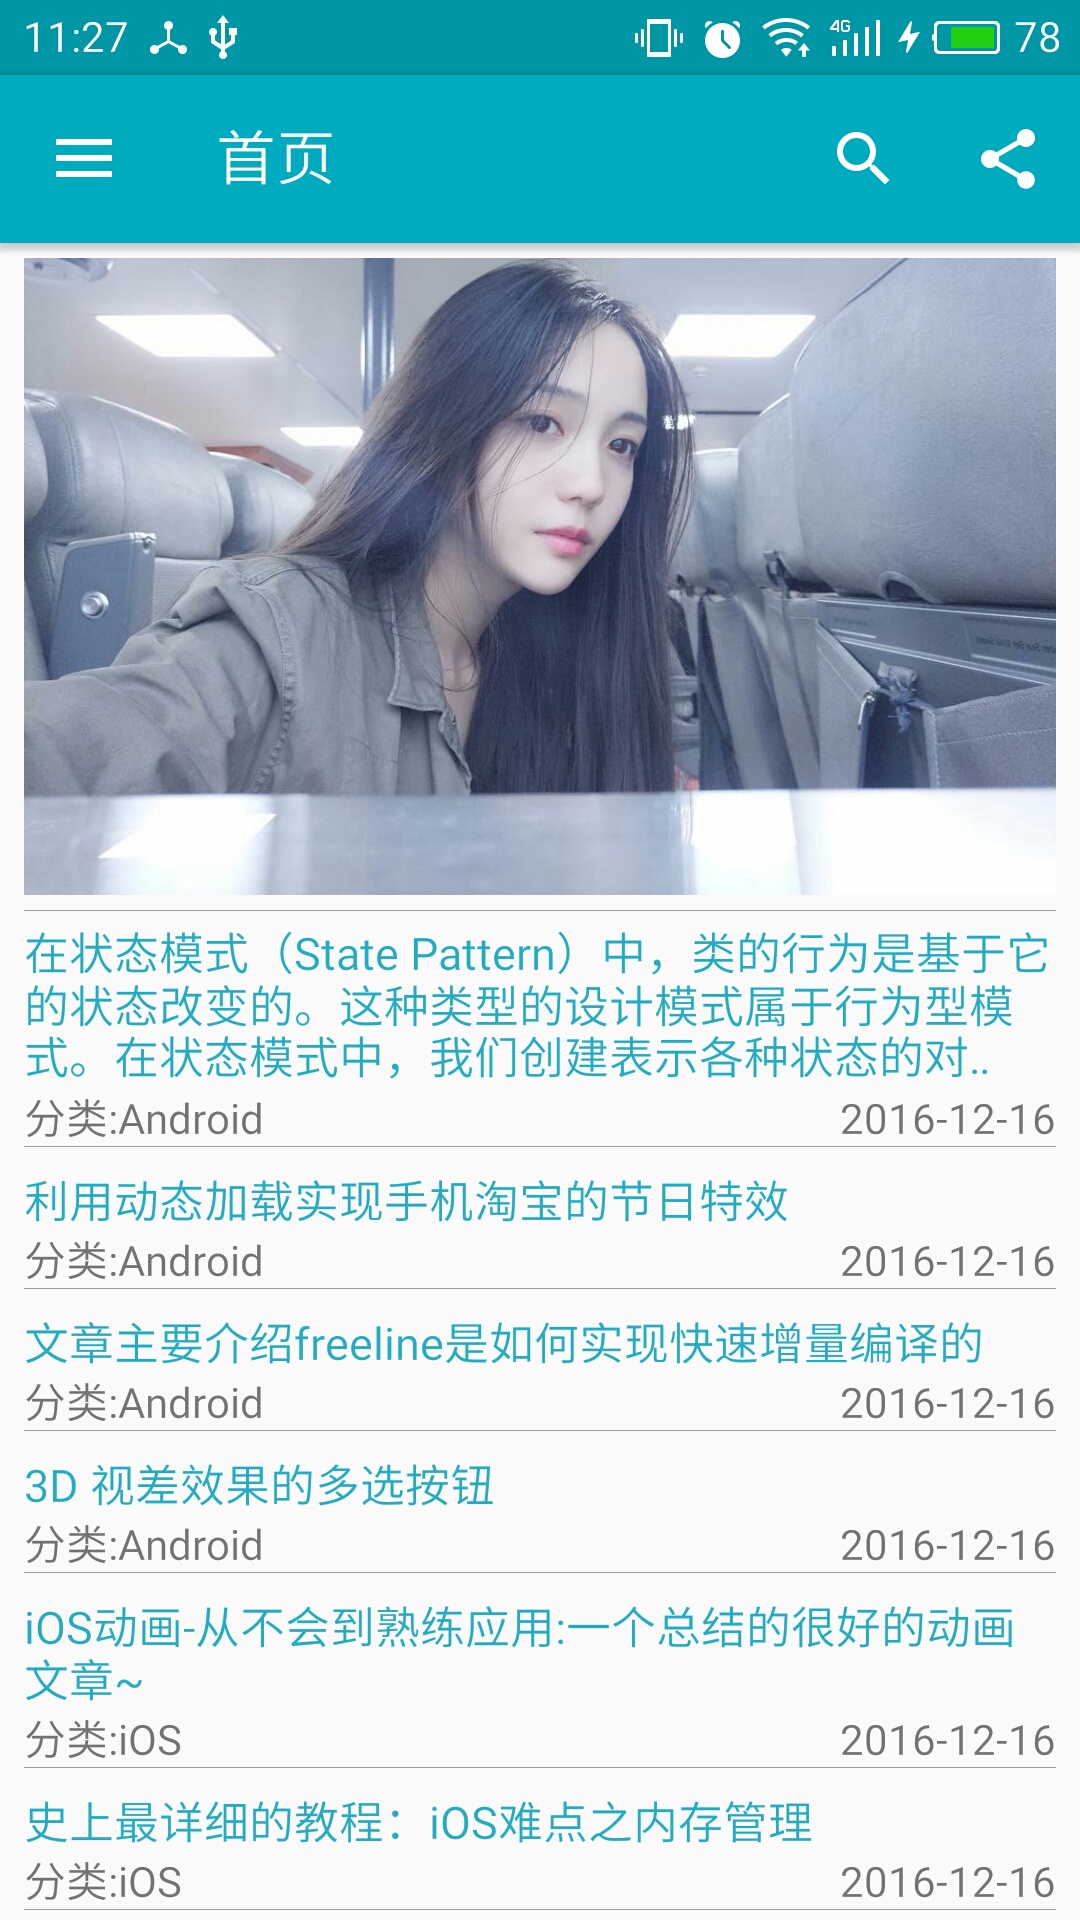 11:27 4G 78
首页
在状态模式（State Pattern）中，类的行为是基于它
的状态改变的。这种类型的设计模式属于行为型模
式。在状态模式中，我们创建表示各种状态的对..
分类:Android 2016-12-16
利用动态加载实现手机淘宝的节日特效
分类:Android 2016-12-16
文章主要介绍freeline是如何实现快速增量编译的
分类:Android 2016-12-16
3D 视差效果的多选按钮
分类:Android 2016-12-16
iOS动画-从不会到熟练应用:一个总结的很好的动画
文章~
分类:iOS 2016-12-16
史上最详细的教程：iOS难点之内存管理
分类:iOS 2016-12-16